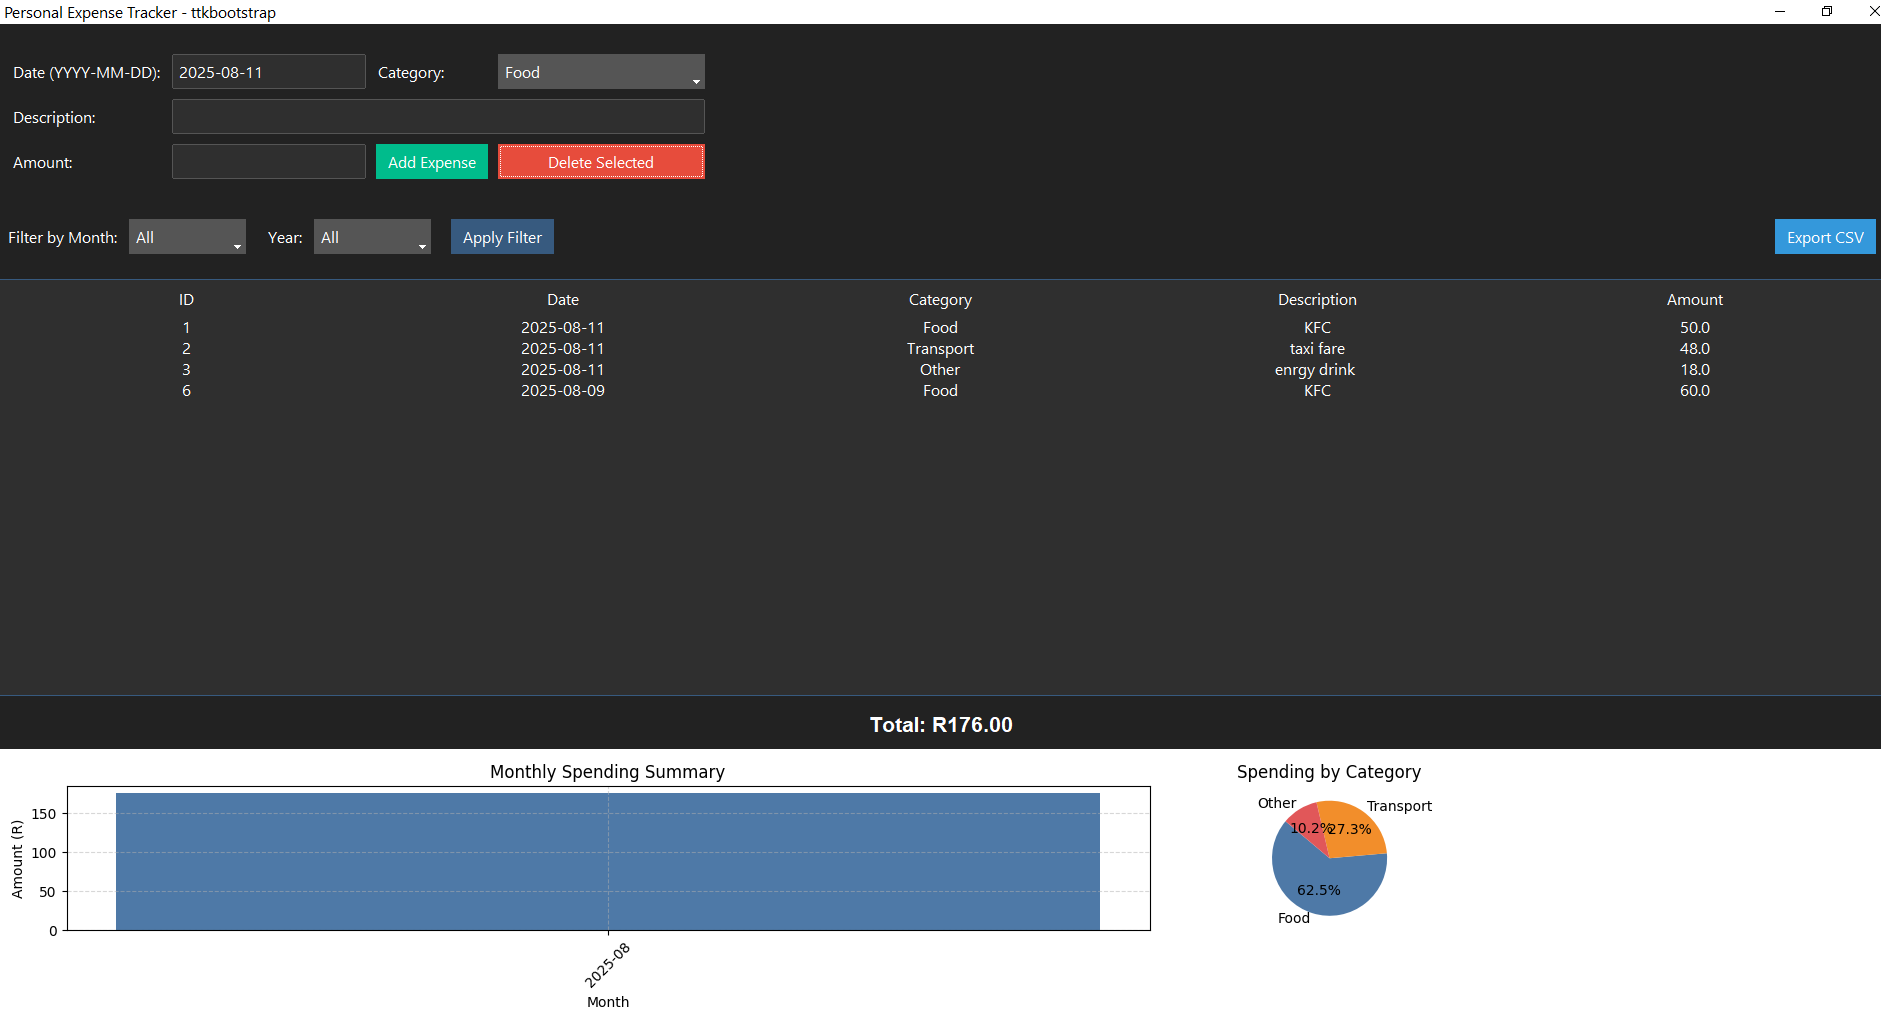 Personal Expense Tracker - ttkbootstrap
Date (YYYY-MM-DD): 2025-08-11 Category: Food
Description:
Amount: Add Expense Delete Selected
Filter by Month: All Year: All Apply Filter Export CSV
ID Date Category Description Amount
1 2025-08-11 Food KFC 50.0
2 2025-08-11 Transport taxi fare 48.0
3 2025-08-11 Other enrgy drink 18.0
6 2025-08-09 Food KFC 60.0
Total: R176.00
Monthly Spending Summary
Amount (R)
150
100
50
0
2025-08
Month
Spending by Category
Other
Transport
10.2%
27.3%
62.5%
Food